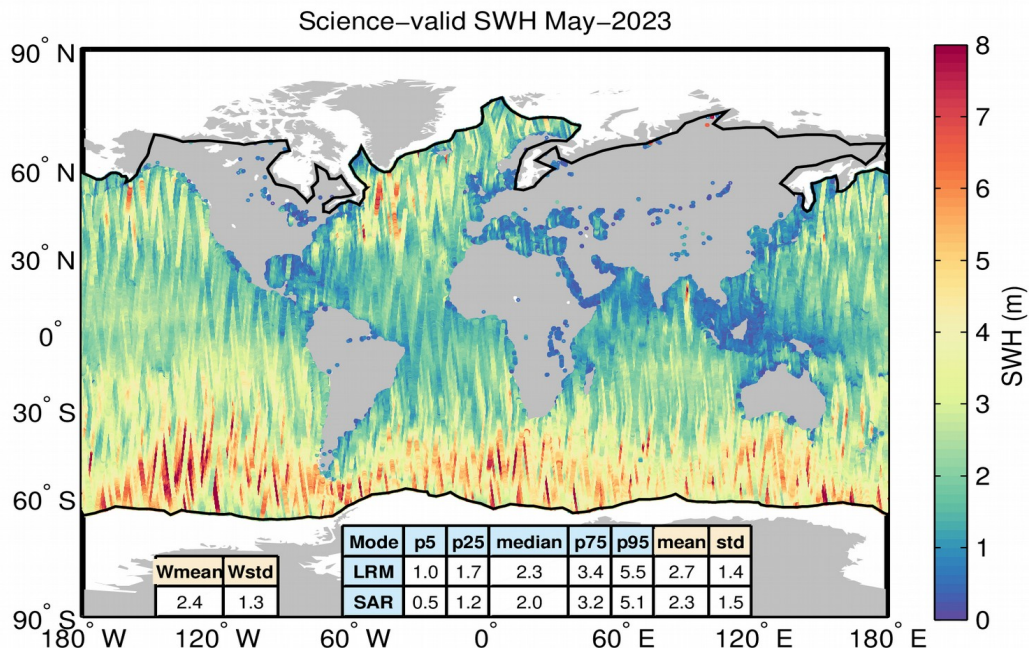 Science−valid SWH May−2023
90° N
60° N
30° N
0°
30° S
60° S
90° S
180° W 120° W 60° W 0° 60° E 120° E 180° E
8
7
6
5
4
3
2
1
0
SWH (m)
Wmean Wstd
2.4 1.3
Mode p5 p25 median p75 p95 mean std
LRM 1.0 1.7 2.3 3.4 5.5 2.7 1.4
SAR 0.5 1.2 2.0 3.2 5.1 2.3 1.5